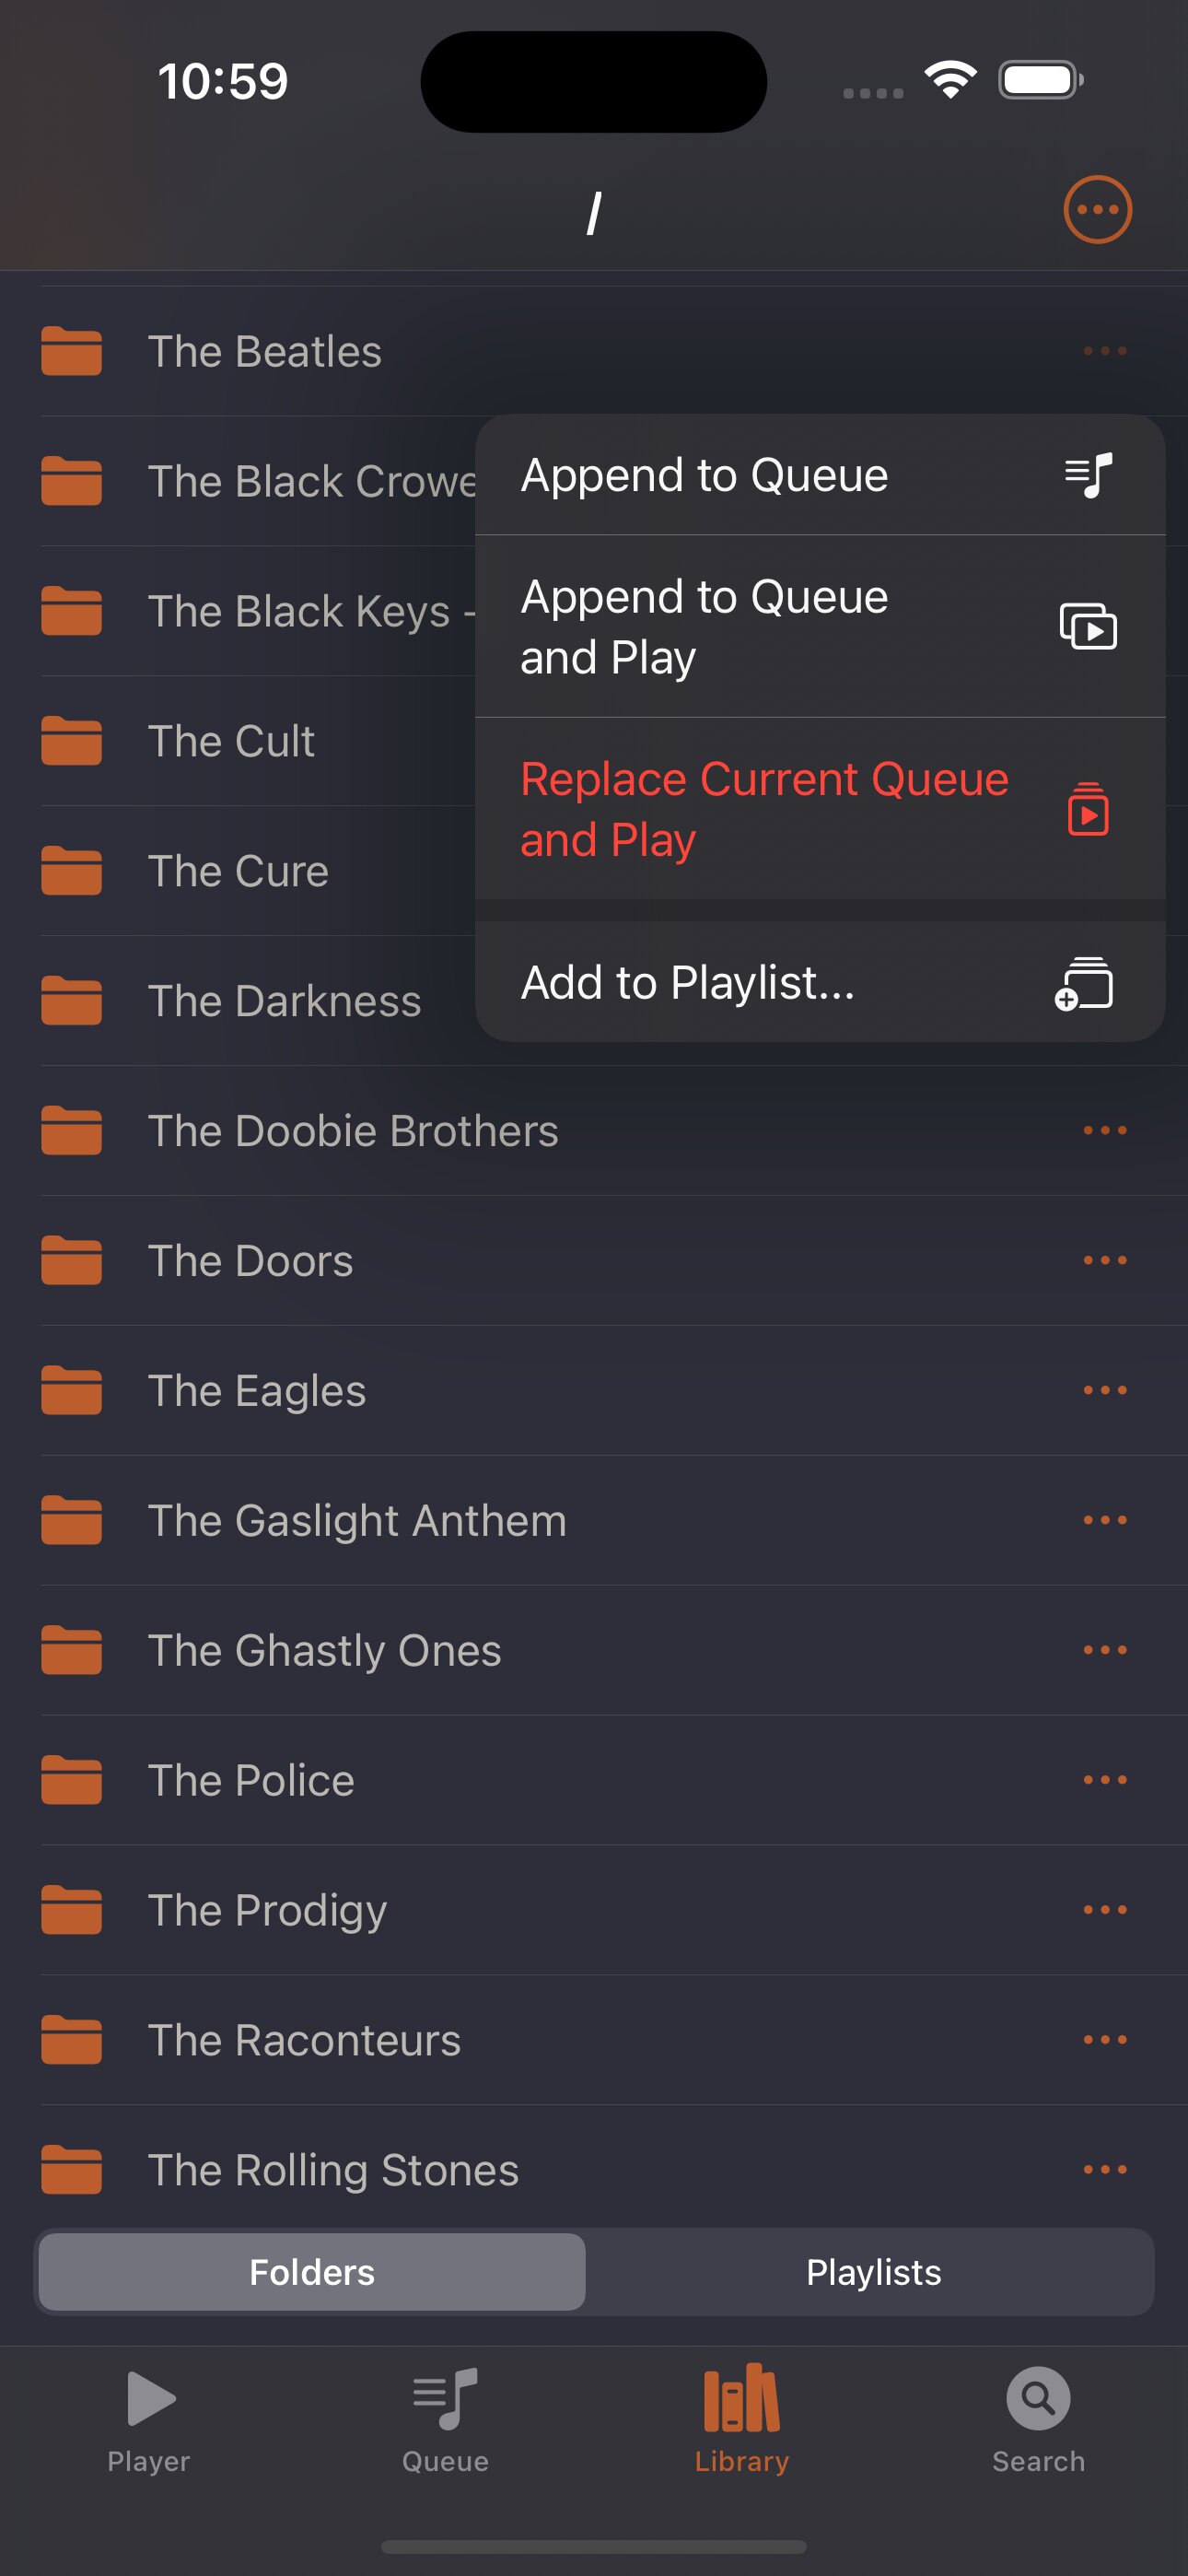 10:59
/
The Beatles
The Black Crowe
The Black Keys -
The Cult
The Cure
The Darkness
Append to Queue
Append to Queue
and Play
Replace Current Queue
and Play
Add to Playlist...
The Doobie Brothers
The Doors
The Eagles
The Gaslight Anthem
The Ghastly Ones
The Police
The Prodigy
The Raconteurs
The Rolling Stones
Folders
Playlists
Player
Queue
Library
Search